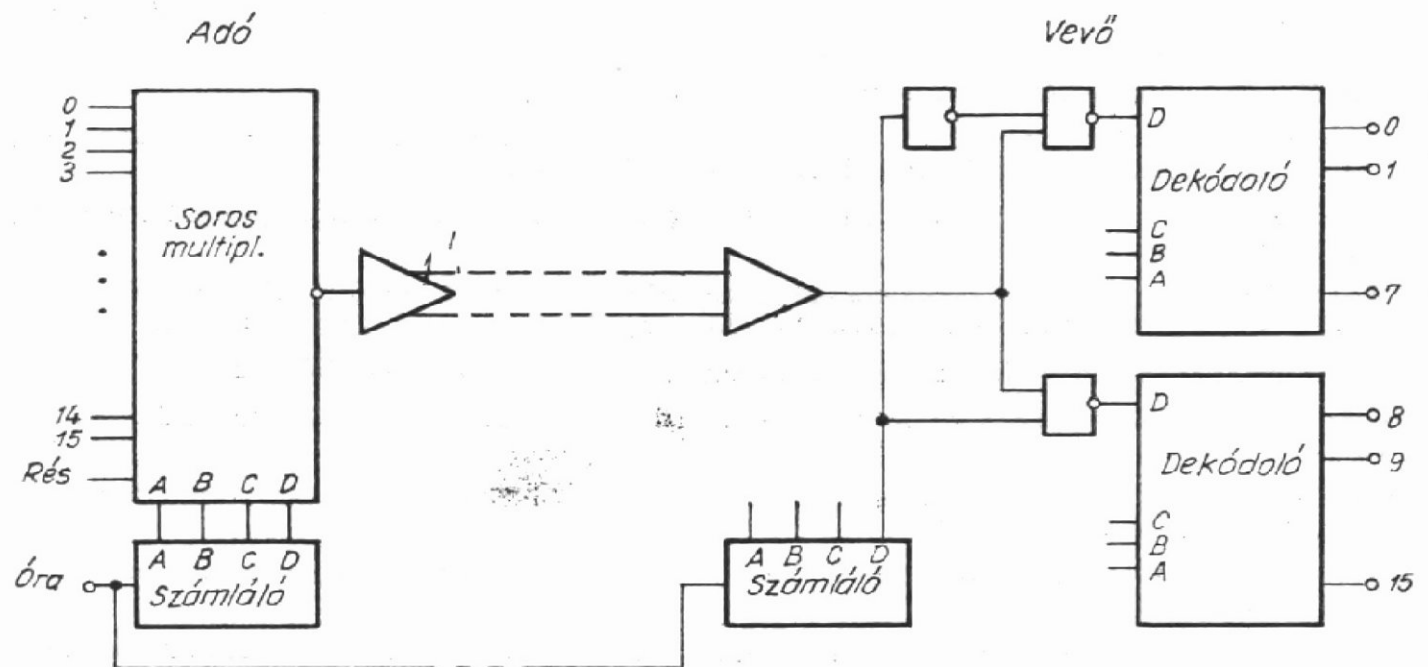 Adó
Vevő
0
1
2
3
Soros
multipl.
14
15
Rés
A B C D
A B C D
Óra
Számláló
A B C D
Számláló
D
Dekódoló
C
B
A
0
1
7
D
Dekódoló
C
B
A
8
9
15